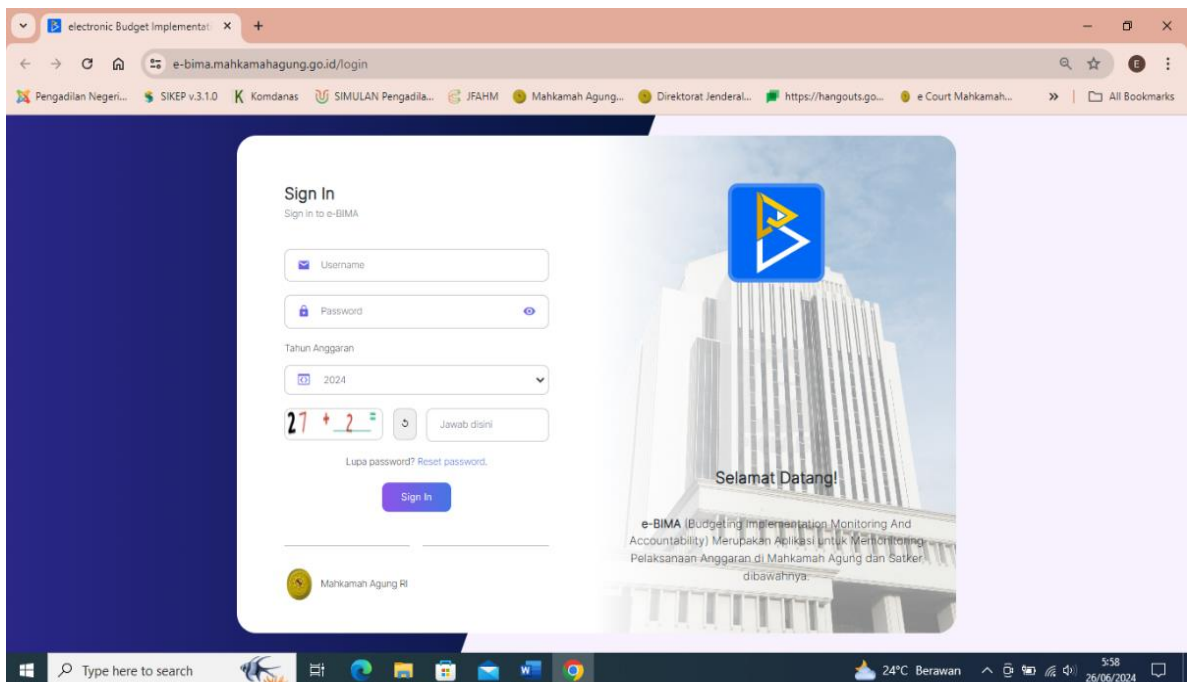 electronic Budget Implementati
e-bima.mahkamahagung.go.id/login
E
Pengadilan Negeri...
SIKEP v.3.1.0
Komdanas
SIMULAN Pengadila...
JFAHM
Mahkamah Agung...
Direktorat Jenderal...
https://hangouts.go...
e Court Mahkamah...
All Bookmarks
Sign In
Sign in to e-BIMA
Username
Password
Tahun Anggaran
2024
27 + 2 =
Jawab disini
Lupa password? Reset password.
Sign In
Mahkamah Agung RI
Selamat Datang!
e-BIMA (Budgeting Implementation Monitoring And
Accountability) Merupakan Aplikasi untuk Memonitoring
Pelaksanaan Anggaran di Mahkamah Agung dan Satker
dibawahnya.
Type here to search
24°C Berawan
5:58
26/06/2024